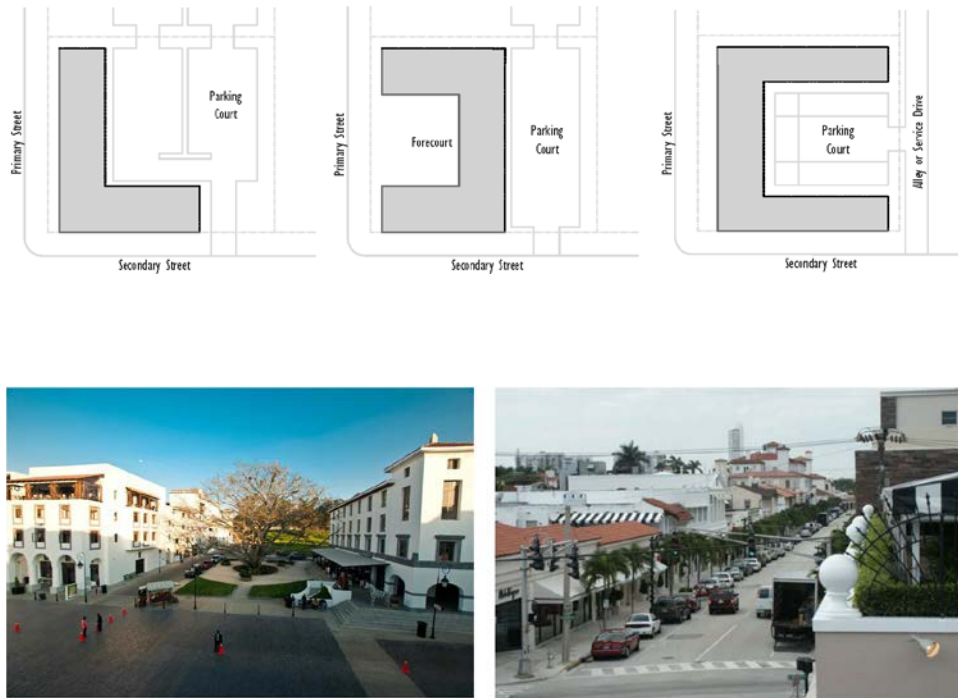 Primary Street
Parking
Court
Secondary Street
Primary Street
Forecourt
Parking
Court
Secondary Street
Primary Street
Parking
Court
Alley or Service Drive
Secondary Street